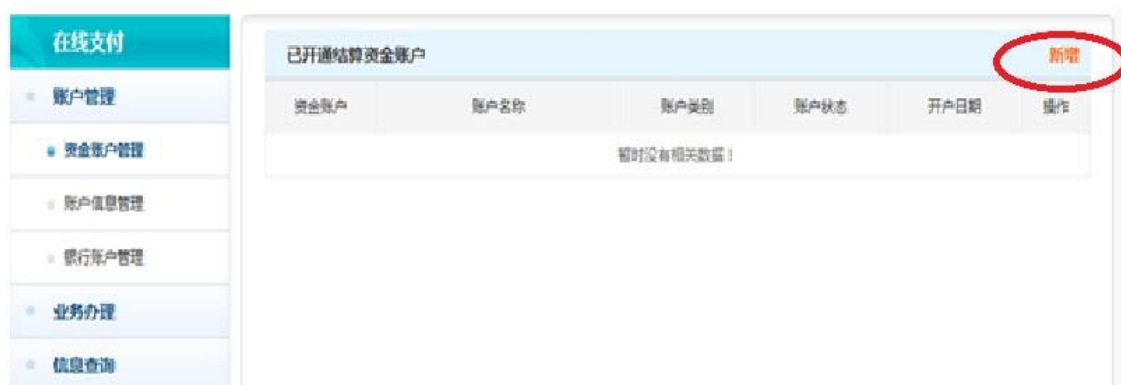 在线支付
账户管理
资金账户管理
账户信息管理
银行账户管理
业务办理
信息查询
已开通结算资金账户 新增
资金账户 账户名称 账户类别 账户状态 开户日期 操作
暂时没有相关数据！